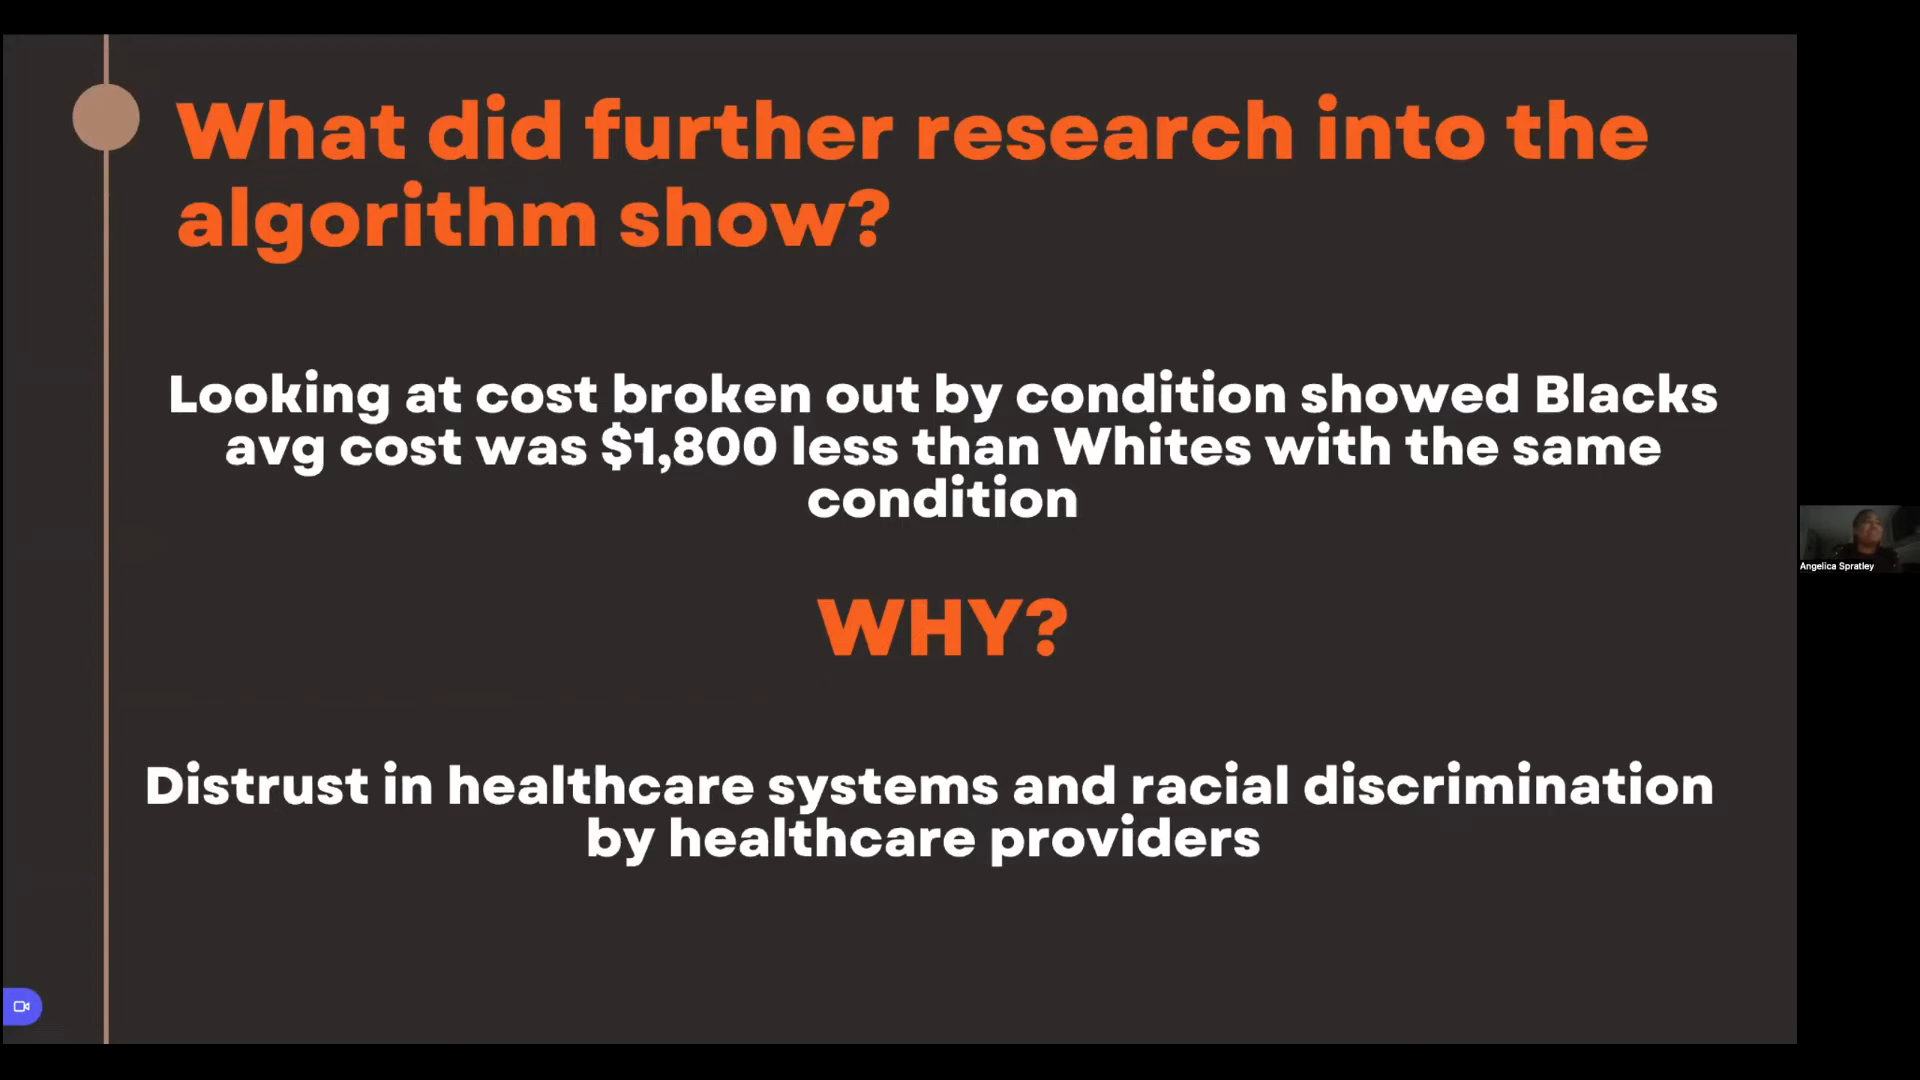 What did further research into the
algorithm show?
Looking at cost broken out by condition showed Blacks
avg cost was $1,800 less than Whites with the same
condition
WHY?
Distrust in healthcare systems and racial discrimination
by healthcare providers
Angelica Spratley